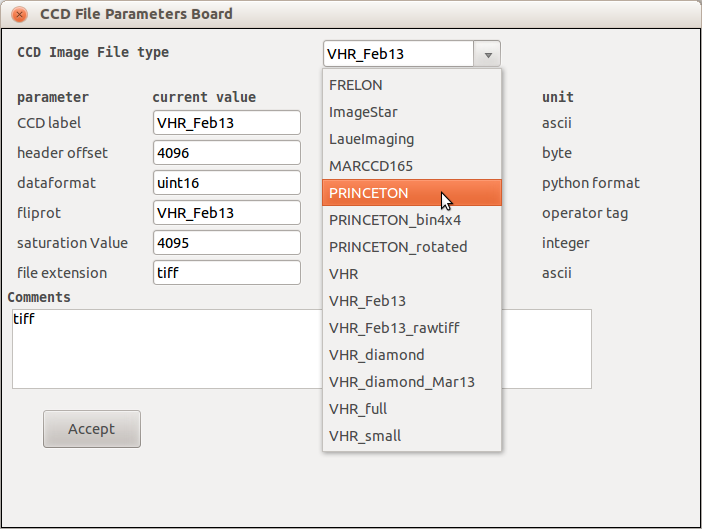 CCD File Parameters Board
CCD Image File type VHR_Feb13
parameter current value unit
CCD label VHR_Feb13 ascii
header offset 4096 byte
dataformat uint16 python format
fliprot VHR_Feb13 operator tag
saturation Value 4095 integer
file extension tiff ascii
FRELON
ImageStar
LaueImaging
MARCCD165
PRINCETON
PRINCETON_bin4x4
PRINCETON_rotated
VHR
VHR_Feb13
VHR_Feb13_rawtiff
VHR_diamond
VHR_diamond_Mar13
VHR_full
VHR_small
Comments
tiff
Accept